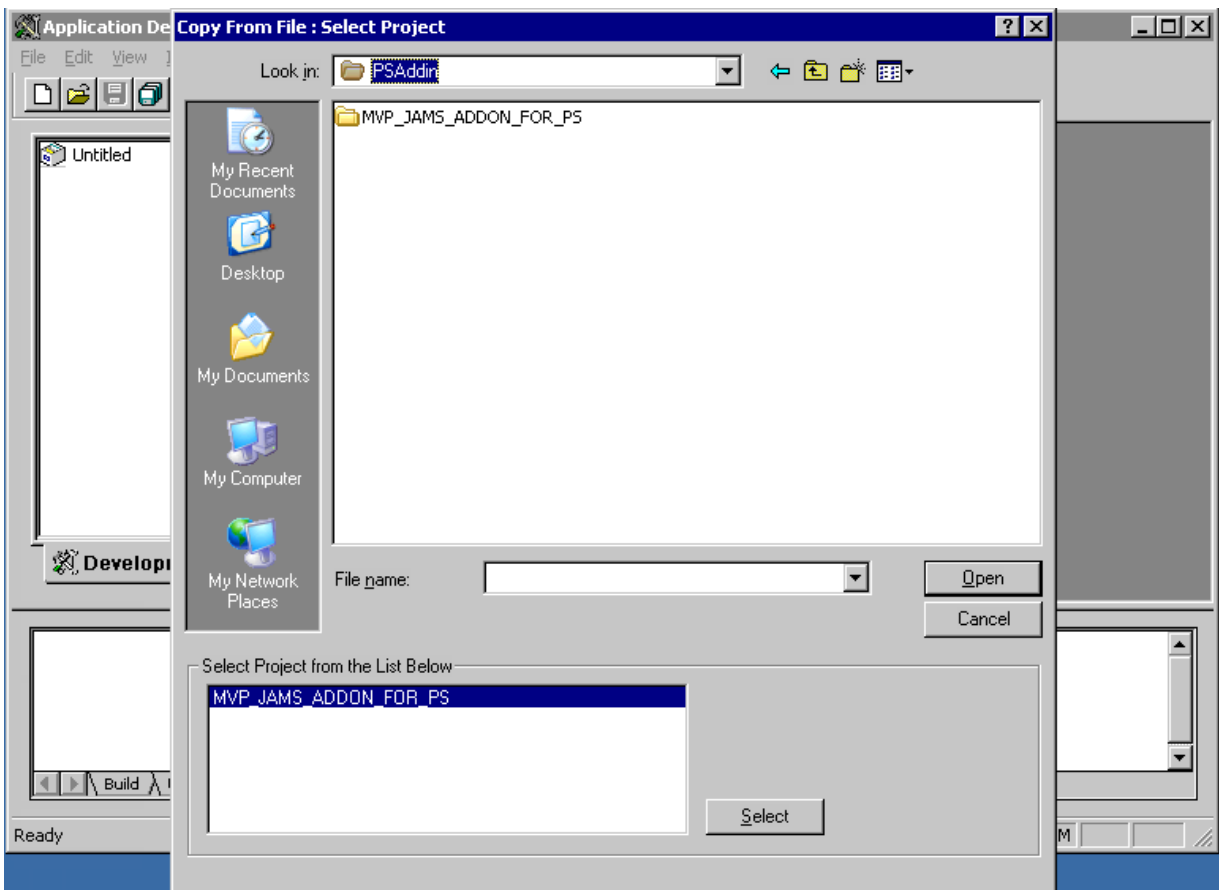 Application De
Copy From File : Select Project
File Edit View
Look in:
PSAddin
MVP_JAMS_ADDON_FOR_PS
Untitled
My Recent
Documents
Desktop
My Documents
My Computer
My Network
Places
Develop
File name:
Open
Cancel
Select Project from the List Below
MVP_JAMS_ADDON_FOR_PS
Build
Select
Ready
M